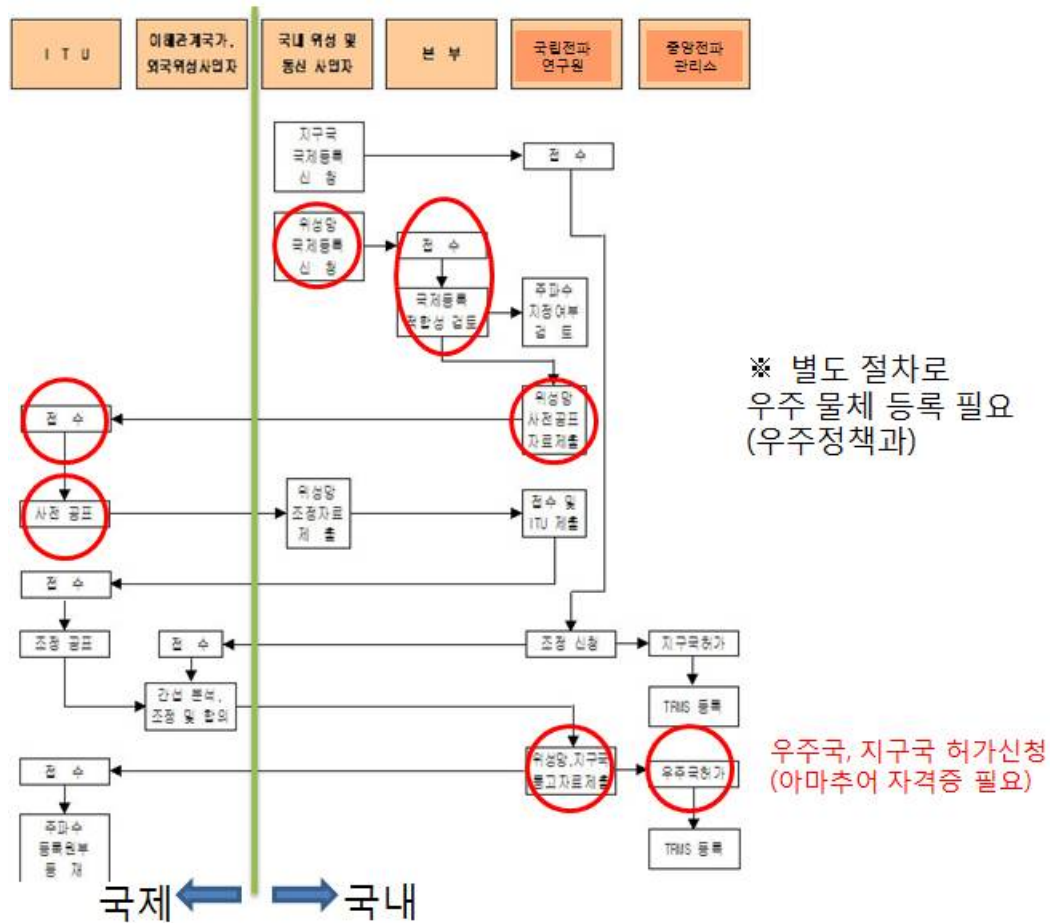 I T U
이해관계국가,
외국위성사업자
국내 위성 및
통신 사업자
본 부
국립전파
연구원
중앙전파
관리소
지구국
국제등록
신 청
접 수
위성망
국제등록
신 청
접 수
국제등록
적합성 검토
주파수
지정여부
검 토
※ 별도 절차로
우주 물체 등록 필요
(우주정책과)
접 수
위성망
사전공표
자료제출
사전 공표
위성망
조정자료
제 출
접수 및
ITU 제출
접 수
조정 공표
접 수
조정 신청
지구국허가
간섭 분석,
조정 및 합의
TRMS 등록
접 수
위성망,지구국
통고자료제출
우주국허가
우주국, 지구국 허가신청
(아마추어 자격증 필요)
주파수
등록원부
등 재
TRMS 등록
국제
국내